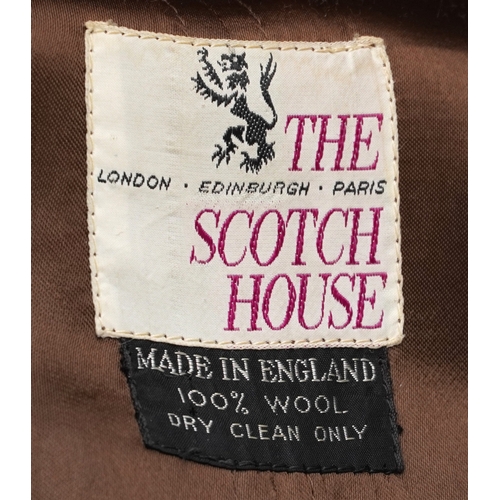 THE
LONDON · EDINBURGH · PARIS
SCOTCH
HOUSE
MADE IN ENGLAND
100% WOOL
DRY CLEAN ONLY